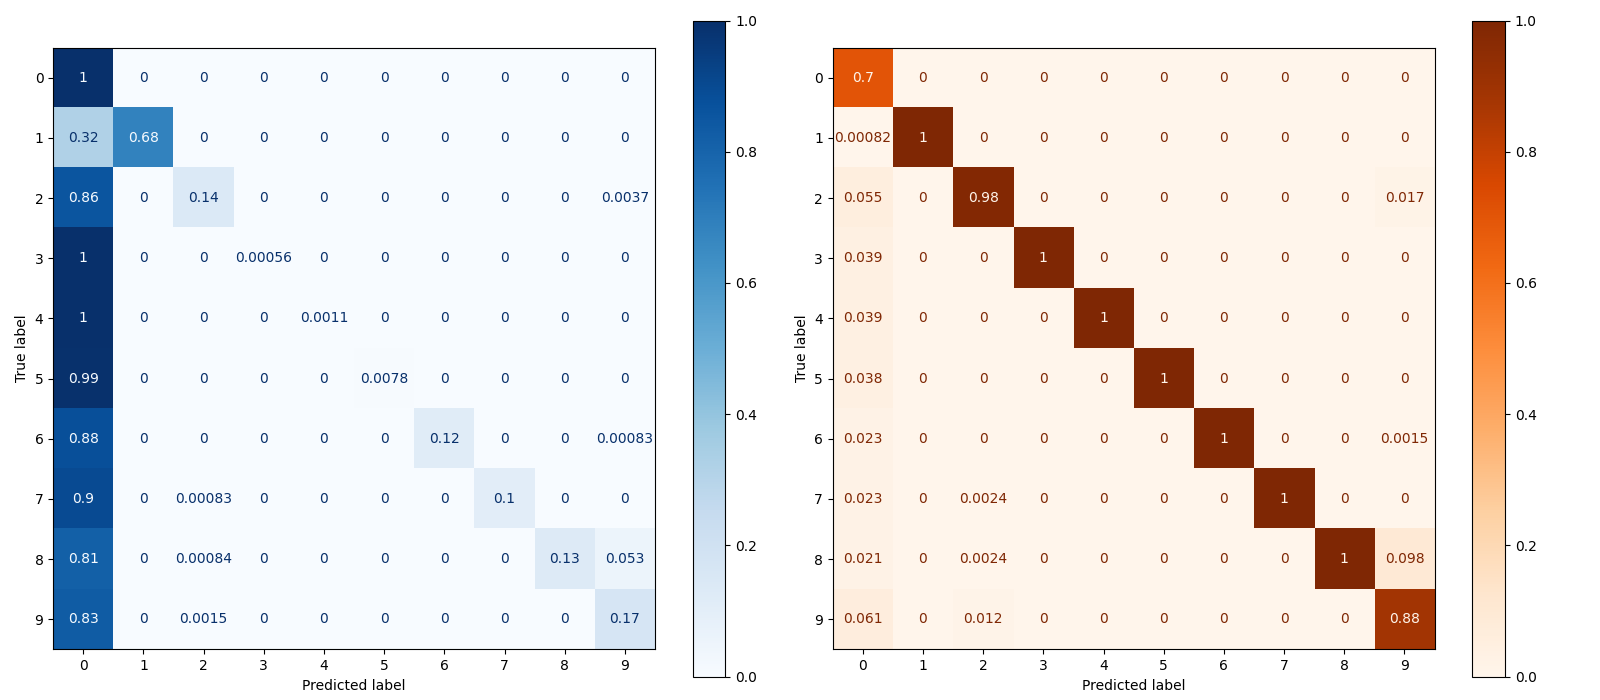 1.0
0 1 0 0 0 0 0 0 0 0 0
1 0.32 0.68 0 0 0 0 0 0 0 0
0.8
2 0.86 0 0.14 0 0 0 0 0 0 0.0037
3 1 0 0 0.00056 0 0 0 0 0 0
0.6
4 1 0 0 0 0.0011 0 0 0 0 0
True label
5 0.99 0 0 0 0 0.0078 0 0 0 0
0.4
6 0.88 0 0 0 0 0 0.12 0 0 0.00083
7 0.9 0 0.00083 0 0 0 0 0.1 0 0
0.2
8 0.81 0 0.00084 0 0 0 0 0 0.13 0.053
9 0.83 0 0.0015 0 0 0 0 0 0 0.17
0 1 2 3 4 5 6 7 8 9
0.0
Predicted label
1.0
0 0.7 0 0 0 0 0 0 0 0 0
1 0.00082 1 0 0 0 0 0 0 0 0
0.8
2 0.055 0 0.98 0 0 0 0 0 0 0.017
3 0.039 0 0 1 0 0 0 0 0 0
0.6
4 0.039 0 0 0 1 0 0 0 0 0
True label
5 0.038 0 0 0 0 1 0 0 0 0
0.4
6 0.023 0 0 0 0 0 1 0 0 0.0015
7 0.023 0 0.0024 0 0 0 0 1 0 0
0.2
8 0.021 0 0.0024 0 0 0 0 0 1 0.098
9 0.061 0 0.012 0 0 0 0 0 0 0.88
0 1 2 3 4 5 6 7 8 9
0.0
Predicted label